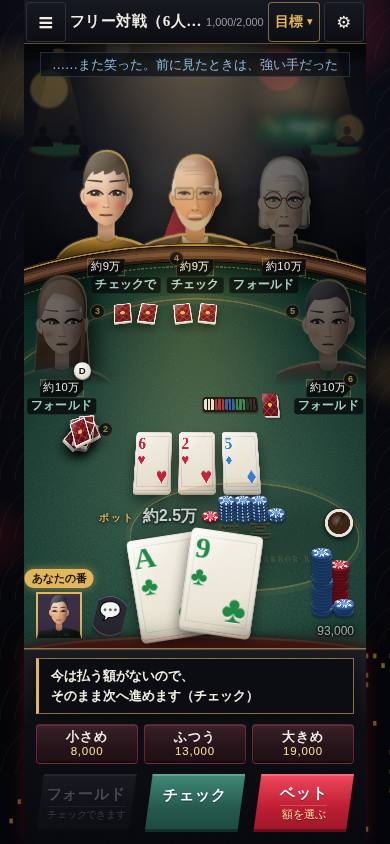 フリー対戦（6人… 1,000/2,000 目標 ▾
……また笑った。前に見たときは、強い手だった
4
約9万 約9万 約10万
チェックで チェック フォールド
3 5
D 6
約10万 約10万
フォールド フォールド
2
6 2 5
ポット 約2.5万
A 9
あなたの番
93,000
今は払う額がないので、
そのまま次へ進めます（チェック）
小さめ ふつう 大きめ
8,000 13,000 19,000
フォールド チェック ベット
チェックできます 額を選ぶ